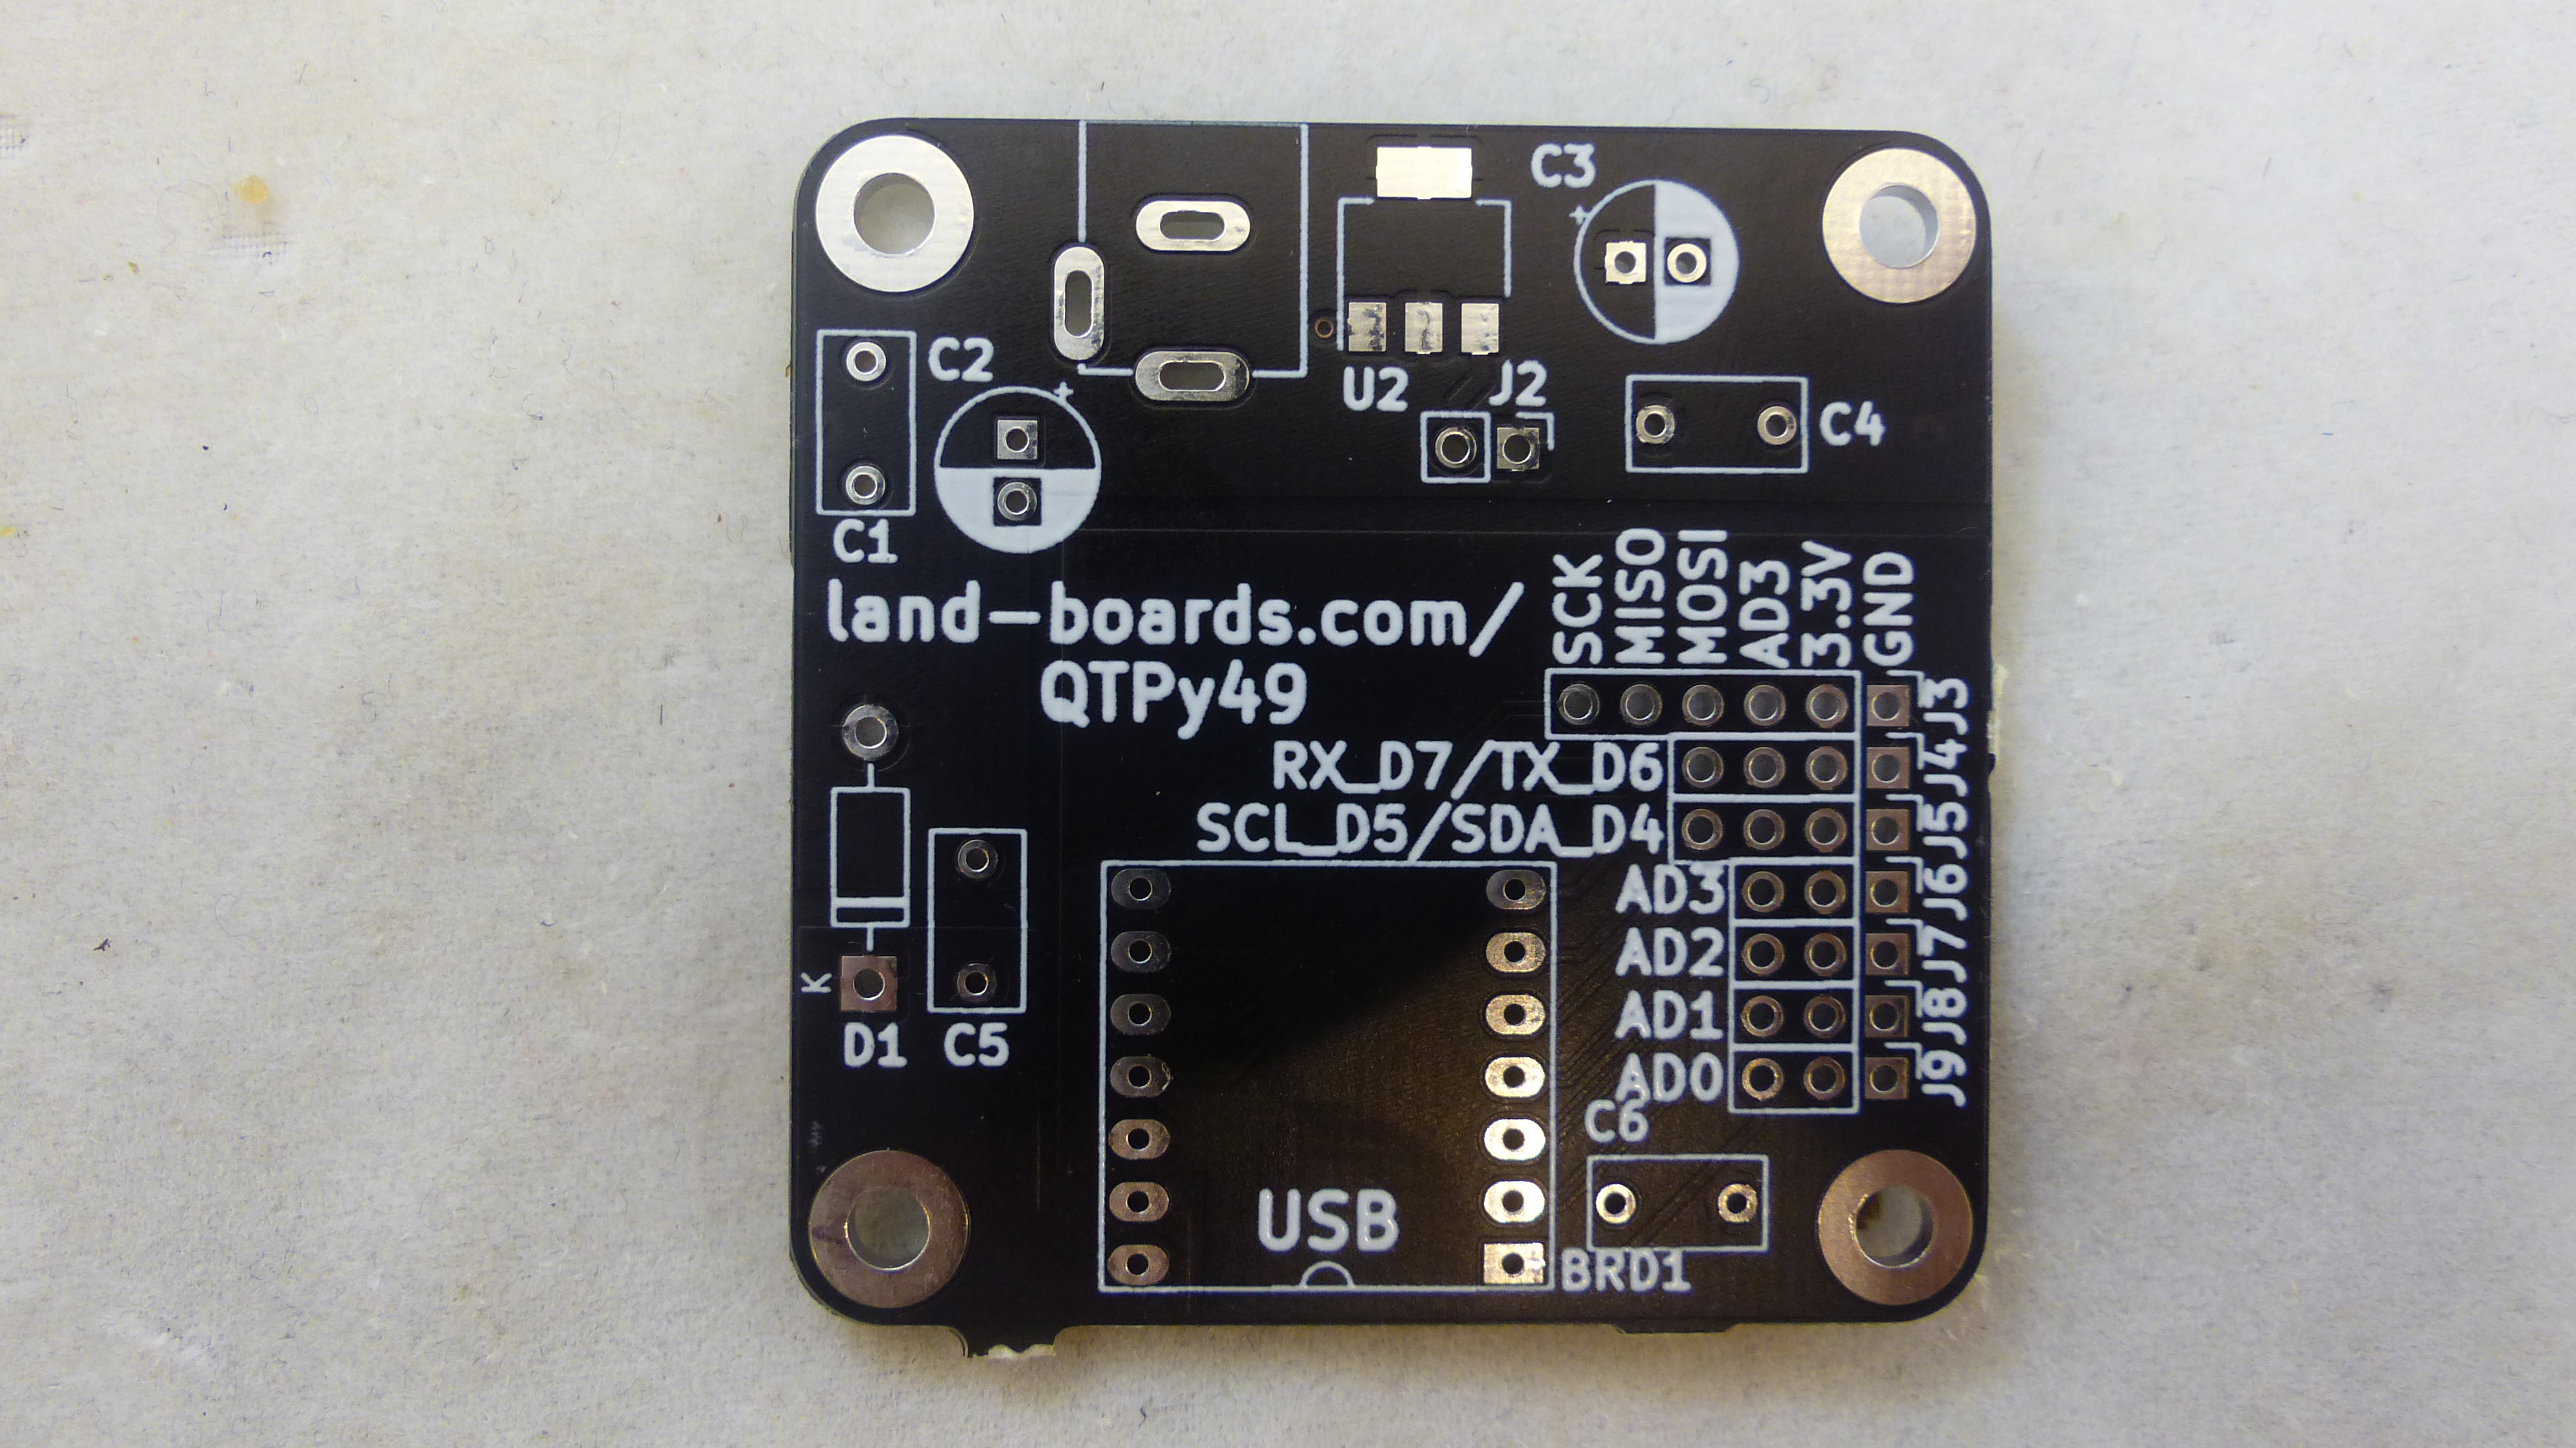 C3
+
C2
+
U2
J2
C4
C1
SCK
MISO
MOSI
AD3
3.3V
GND
land-boards.com/
QTPy49
J3
RX_D7/TX_D6
J4
SCL_D5/SDA_D4
J5
AD3
J6
AD2
J7
K
AD1
J8
D1
C5
AD0
J9
C6
USB
BRD1